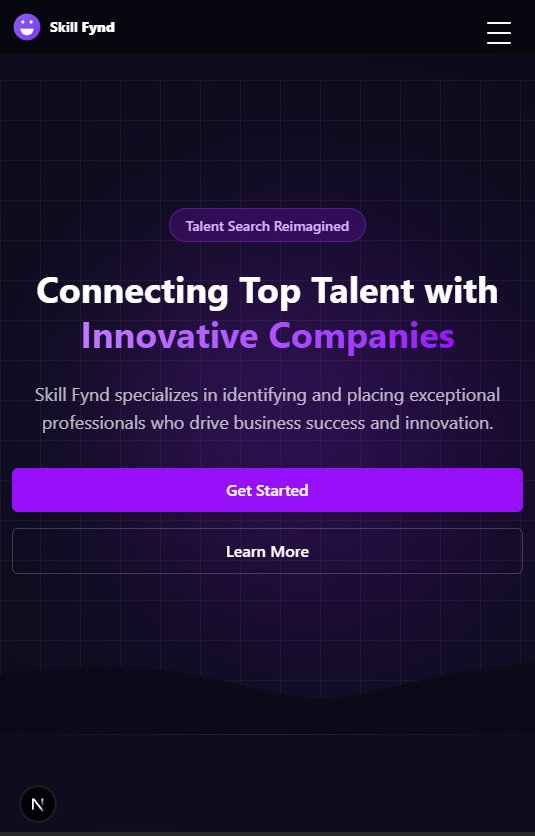 Skill Fynd
Talent Search Reimagined
Connecting Top Talent with
Innovative Companies
Skill Fynd specializes in identifying and placing exceptional
professionals who drive business success and innovation.
Get Started
Learn More
N